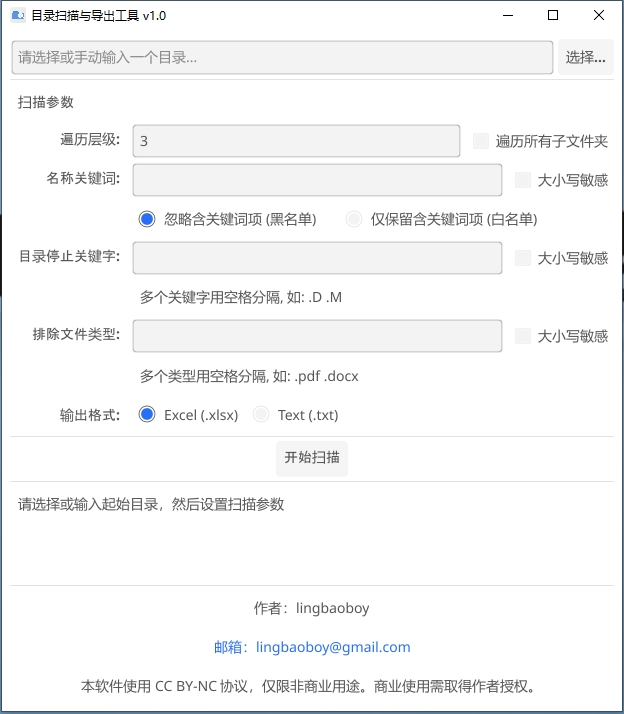 目录扫描与导出工具 v1.0
请选择或手动输入一个目录... 选择...
扫描参数
遍历层级: 3 遍历所有子文件夹
名称关键词: 大小写敏感
忽略含关键词项 (黑名单) 仅保留含关键词项 (白名单)
目录停止关键字: 大小写敏感
多个关键字用空格分隔, 如: .D .M
排除文件类型: 大小写敏感
多个类型用空格分隔, 如: .pdf .docx
输出格式: Excel (.xlsx) Text (.txt)
开始扫描
请选择或输入起始目录，然后设置扫描参数
作者：lingbaoboy
邮箱：lingbaoboy@gmail.com
本软件使用 CC BY-NC 协议，仅限非商业用途。商业使用需取得作者授权。